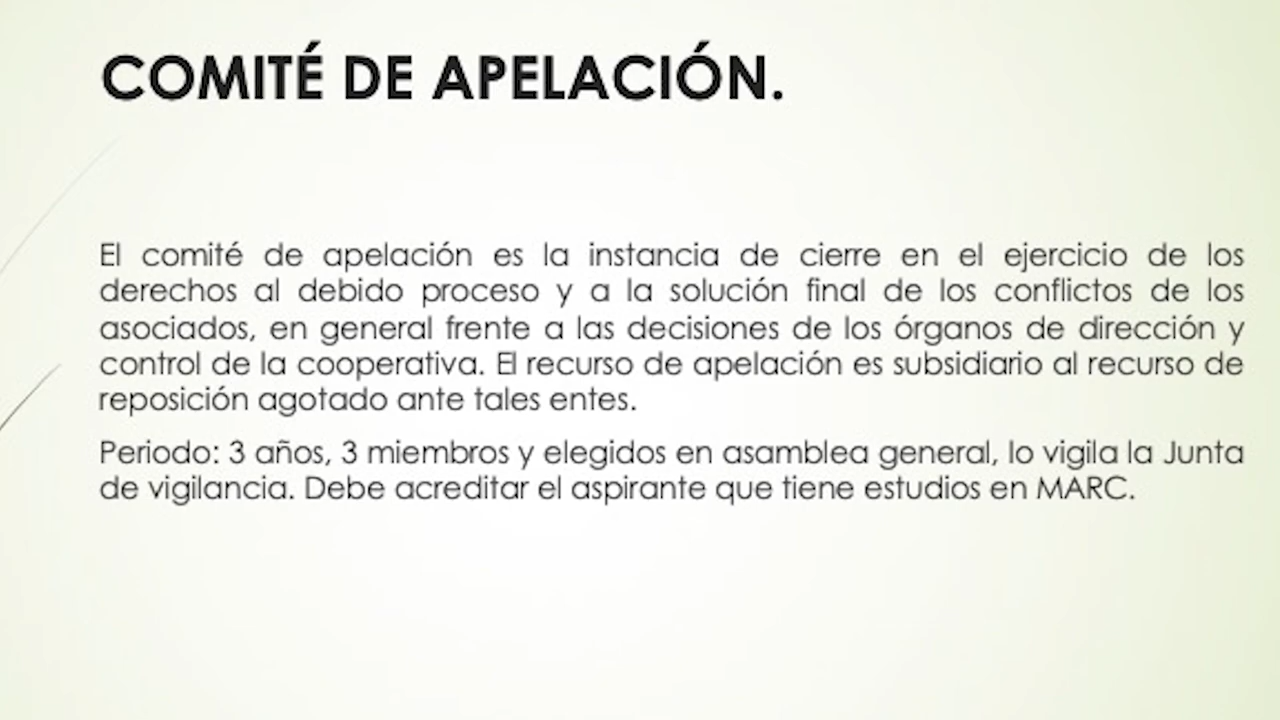 COMITÉ DE APELACIÓN.
El comité de apelación es la instancia de cierre en el ejercicio de los
derechos al debido proceso y a la solución final de los conflictos de los
asociados, en general frente a las decisiones de los órganos de dirección y
control de la cooperativa. El recurso de apelación es subsidiario al recurso de
reposición agotado ante tales entes.
Periodo: 3 años, 3 miembros y elegidos en asamblea general, lo vigila la Junta
de vigilancia. Debe acreditar el aspirante que tiene estudios en MARC.